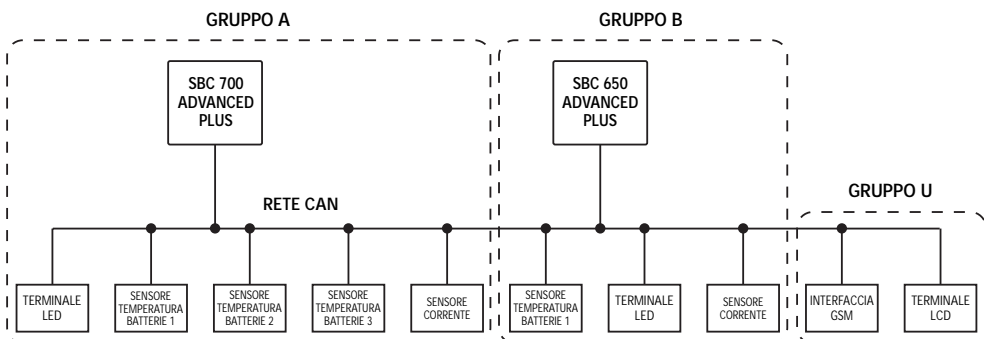 GRUPPO A
GRUPPO B
SBC 700
ADVANCED
PLUS
SBC 650
ADVANCED
PLUS
GRUPPO U
RETE CAN
TERMINALE
LED
SENSORE
TEMPERATURA
BATTERIE 1
SENSORE
TEMPERATURA
BATTERIE 2
SENSORE
TEMPERATURA
BATTERIE 3
SENSORE
CORRENTE
SENSORE
TEMPERATURA
BATTERIE 1
TERMINALE
LED
SENSORE
CORRENTE
INTERFACCIA
GSM
TERMINALE
LCD